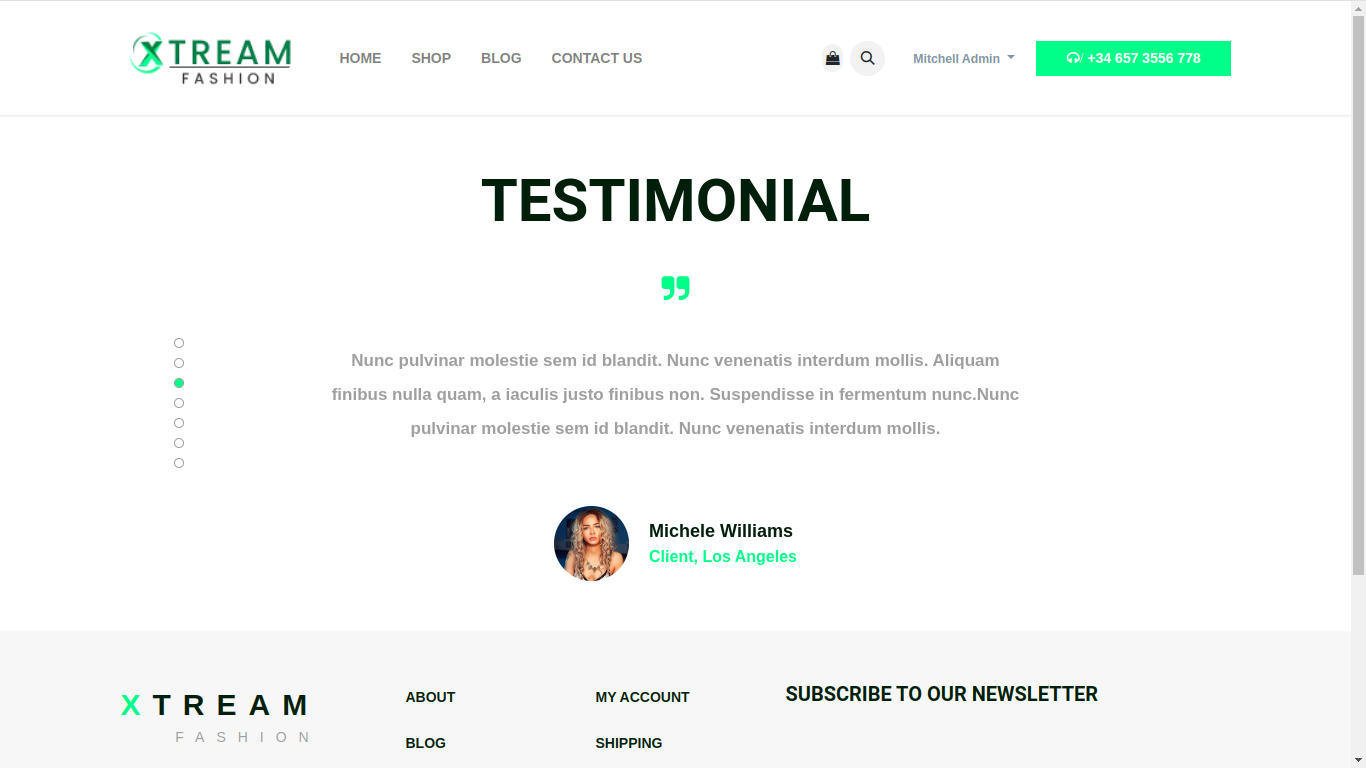 XTREAM
FASHION
HOME SHOP BLOG CONTACT US
Mitchell Admin
/ +34 657 3556 778
TESTIMONIAL
Nunc pulvinar molestie sem id blandit. Nunc venenatis interdum mollis. Aliquam
finibus nulla quam, a iaculis justo finibus non. Suspendisse in fermentum nunc.Nunc
pulvinar molestie sem id blandit. Nunc venenatis interdum mollis.
Michele Williams
Client, Los Angeles
XTREAM
FASHION
ABOUT
BLOG
MY ACCOUNT
SHIPPING
SUBSCRIBE TO OUR NEWSLETTER